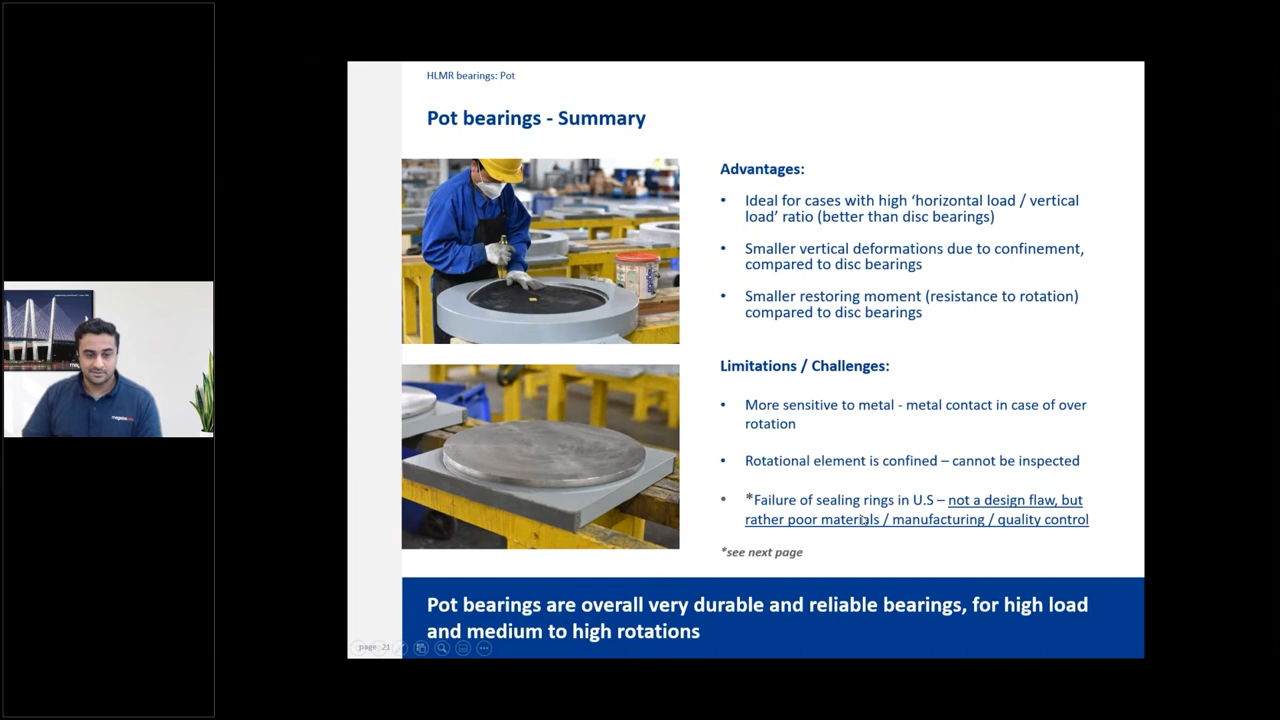 HLMR bearings: Pot
Pot bearings - Summary
Advantages:
• Ideal for cases with high ‘horizontal load / vertical
load’ ratio (better than disc bearings)
• Smaller vertical deformations due to confinement,
compared to disc bearings
• Smaller restoring moment (resistance to rotation)
compared to disc bearings
Limitations / Challenges:
• More sensitive to metal - metal contact in case of over
rotation
• Rotational element is confined – cannot be inspected
• *Failure of sealing rings in U.S – not a design flaw, but
rather poor materials / manufacturing / quality control
*see next page
Pot bearings are overall very durable and reliable bearings, for high load
and medium to high rotations
page 21